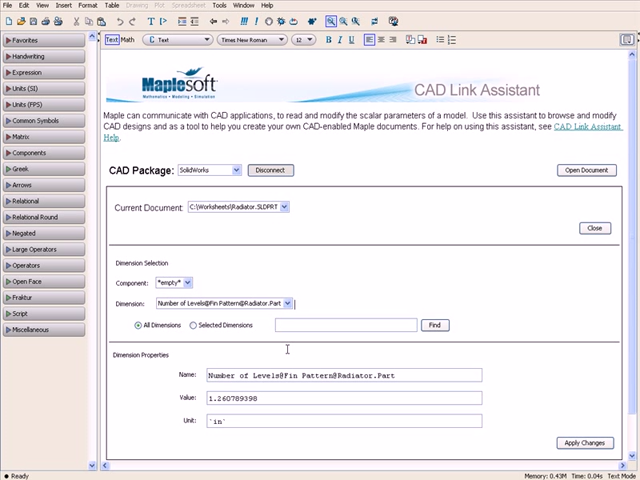 File Edit View Insert Format Table Drawing Plot Spreadsheet Tools Window Help
Text Math C Text Times New Roman 12 B I U
Favorites
Handwriting
Expression
Units (SI)
Units (FPS)
Common Symbols
Matrix
Components
Greek
Arrows
Relational
Relational Round
Negated
Large Operators
Operators
Open Face
Fraktur
Script
Miscellaneous
Maplesoft
Mathematics • Modeling • Simulation
CAD Link Assistant
Maple can communicate with CAD applications, to read and modify the scalar parameters of a model. Use this assistant to browse and modify
CAD designs and as a tool to help you create your own CAD-enabled Maple documents. For help on using this assistant, see CAD Link Assistant
Help.
CAD Package: SolidWorks Disconnect Open Document
Current Document: C:\Worksheets\Radiator.SLDPRT
Close
Dimension Selection
Component: *empty*
Dimension: Number of Levels@Fin Pattern@Radiator.Part
All Dimensions Selected Dimensions Find
Dimension Properties
Name: Number of Levels@Fin Pattern@Radiator.Part
Value: 1.260789398
Unit: `in`
Apply Changes
Ready Memory: 0.43M Time: 0.04s Text Mode